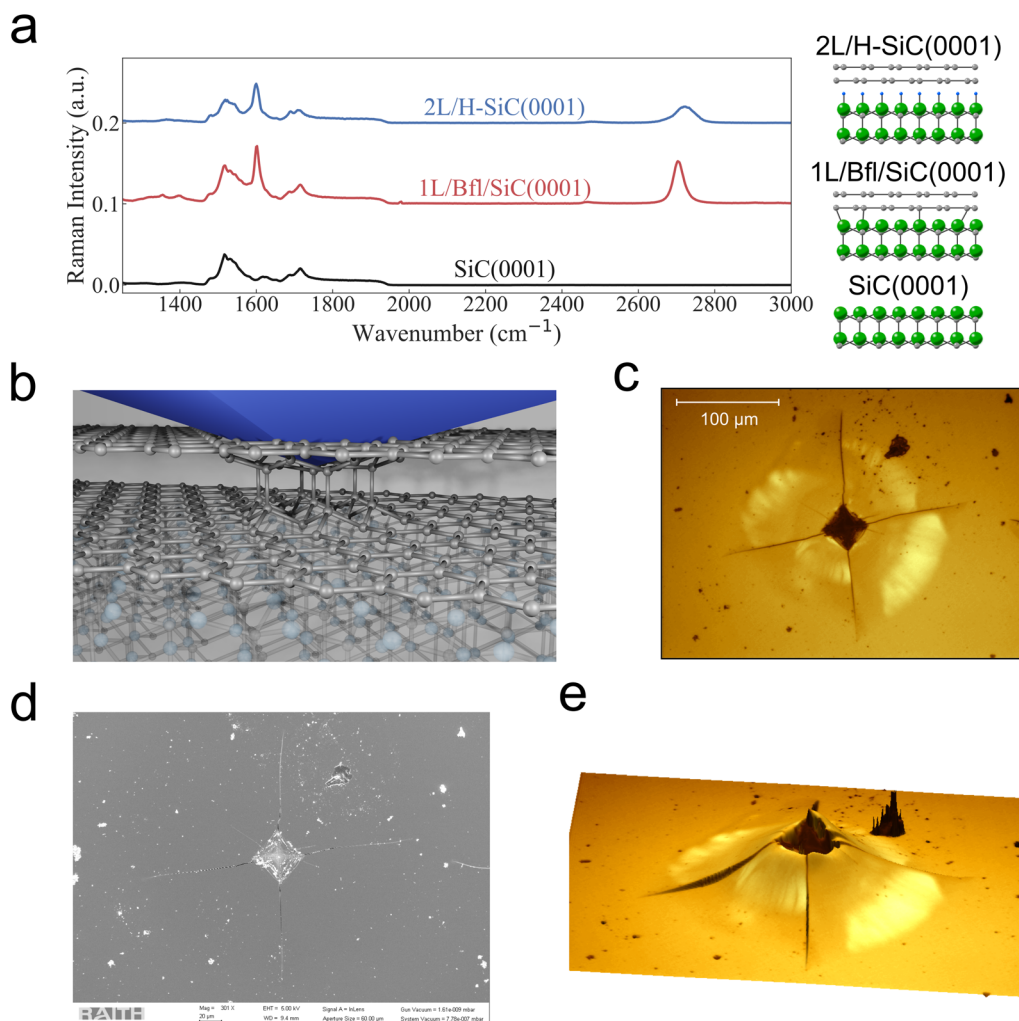 a
Raman Intensity (a.u.)
0.2
0.1
0.0
2L/H-SiC(0001)
1L/Bfl/SiC(0001)
SiC(0001)
1400 1600 1800 2000 2200 2400 2600 2800 3000
Wavenumber (cm⁻¹)
2L/H-SiC(0001)
1L/Bfl/SiC(0001)
SiC(0001)
b
c
100 µm
d
e
RAITH
Mag = 301 X
20 µm
EHT = 5.00 kV
WD = 9.4 mm
Signal A = InLens
Aperture Size = 60.00 µm
Gun Vacuum = 1.61e-009 mbar
System Vacuum = 7.78e-007 mbar